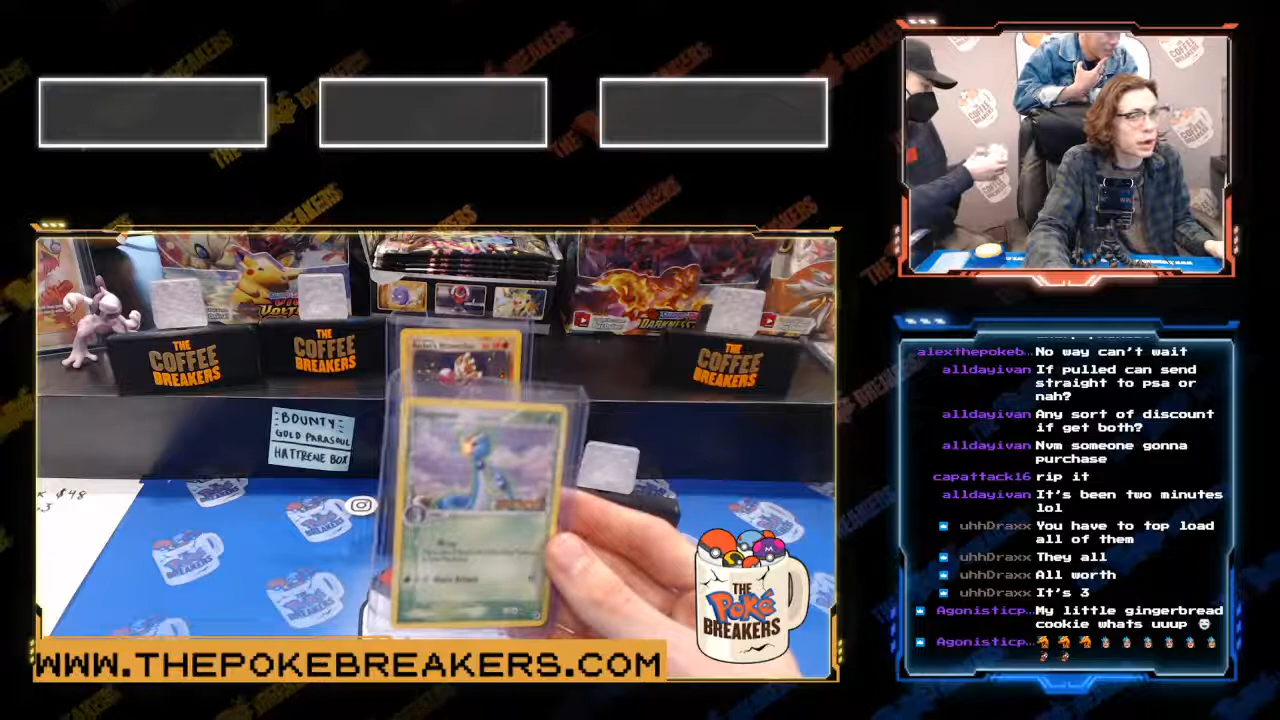 THE
COFFEE
BREAKERS
THE
COFFEE
BREAKERS
THE
COFFEE
BREAKERS
DARKNESS
BOUNTY:
GOLD PARASOL
HATTRENE BOX
$48
THE
Poké
BREAKERS
WWW.THEPOKEBREAKERS.COM
alexthepokeb... No way can't wait
alldayivan If pulled can send
straight to psa or
nah?
alldayivan Any sort of discount
if get both?
alldayivan Nvm someone gonna
purchase
capattack16 rip it
alldayivan It's been two minutes
lol
uhhDraxx You have to top load
all of them
uhhDraxx They all
uhhDraxx All worth
uhhDraxx It's 3
Agonisticp... My little gingerbread
cookie whats uuup
Agonisticp...